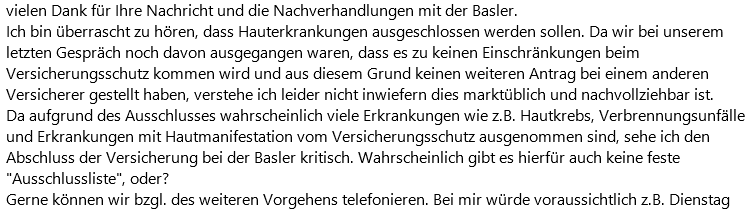 vielen Dank für Ihre Nachricht und die Nachverhandlungen mit der Basler.
Ich bin überrascht zu hören, dass Hauterkrankungen ausgeschlossen werden sollen. Da wir bei unserem
letzten Gespräch noch davon ausgegangen waren, dass es zu keinen Einschränkungen beim
Versicherungsschutz kommen wird und aus diesem Grund keinen weiteren Antrag bei einem anderen
Versicherer gestellt haben, verstehe ich leider nicht inwiefern dies marktüblich und nachvollziehbar ist.
Da aufgrund des Ausschlusses wahrscheinlich viele Erkrankungen wie z.B. Hautkrebs, Verbrennungsunfälle
und Erkrankungen mit Hautmanifestation vom Versicherungsschutz ausgenommen sind, sehe ich den
Abschluss der Versicherung bei der Basler kritisch. Wahrscheinlich gibt es hierfür auch keine feste
"Ausschlussliste", oder?
Gerne können wir bzgl. des weiteren Vorgehens telefonieren. Bei mir würde voraussichtlich z.B. Dienstag